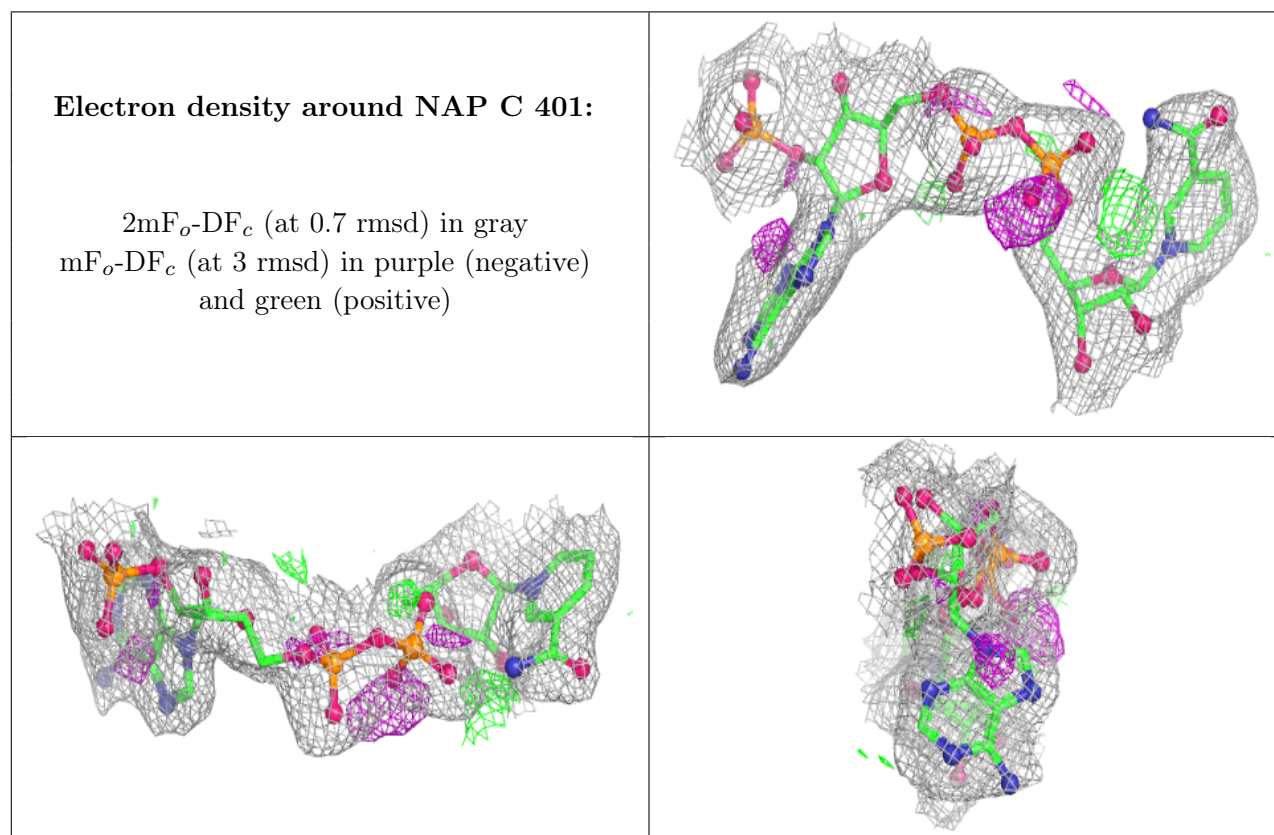 Electron density around NAP C 401:
2mFo-DFc (at 0.7 rmsd) in gray
mFo-DFc (at 3 rmsd) in purple (negative)
and green (positive)